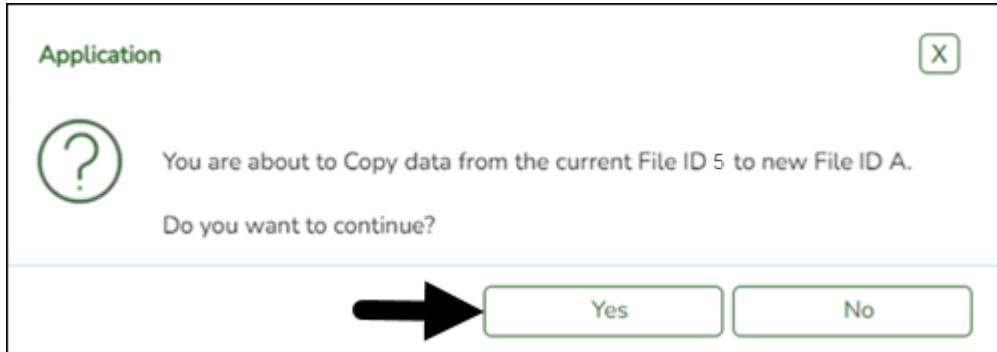 Application
X
?
You are about to Copy data from the current File ID 5 to new File ID A.
Do you want to continue?
Yes
No